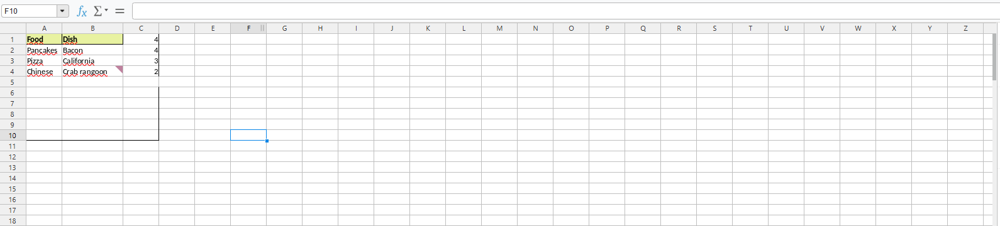 F10 fx Σ =
A B C D E F G H I J K L M N O P Q R S T U V W X Y Z
1 Food Dish 4
2 Pancakes Bacon 4
3 Pizza California 3
4 Chinese Crab rangoon 2
5
6
7
8
9
10
11
12
13
14
15
16
17
18